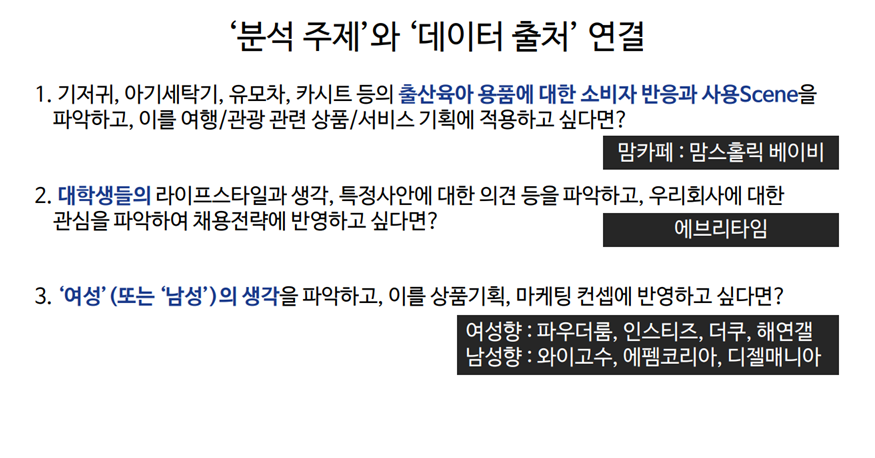 ‘분석 주제’와 ‘데이터 출처’ 연결
1. 기저귀, 아기세탁기, 유모차, 카시트 등의 출산육아 용품에 대한 소비자 반응과 사용Scene을
파악하고, 이를 여행/관광 관련 상품/서비스 기획에 적용하고 싶다면?
맘카페 : 맘스홀릭 베이비
2. 대학생들의 라이프스타일과 생각, 특정사안에 대한 의견 등을 파악하고, 우리회사에 대한
관심을 파악하여 채용전략에 반영하고 싶다면?
에브리타임
3. ‘여성’(또는 ‘남성’)의 생각을 파악하고, 이를 상품기획, 마케팅 컨셉에 반영하고 싶다면?
여성향 : 파우더룸, 인스티즈, 더쿠, 해연갤
남성향 : 와이고수, 에펨코리아, 디젤매니아